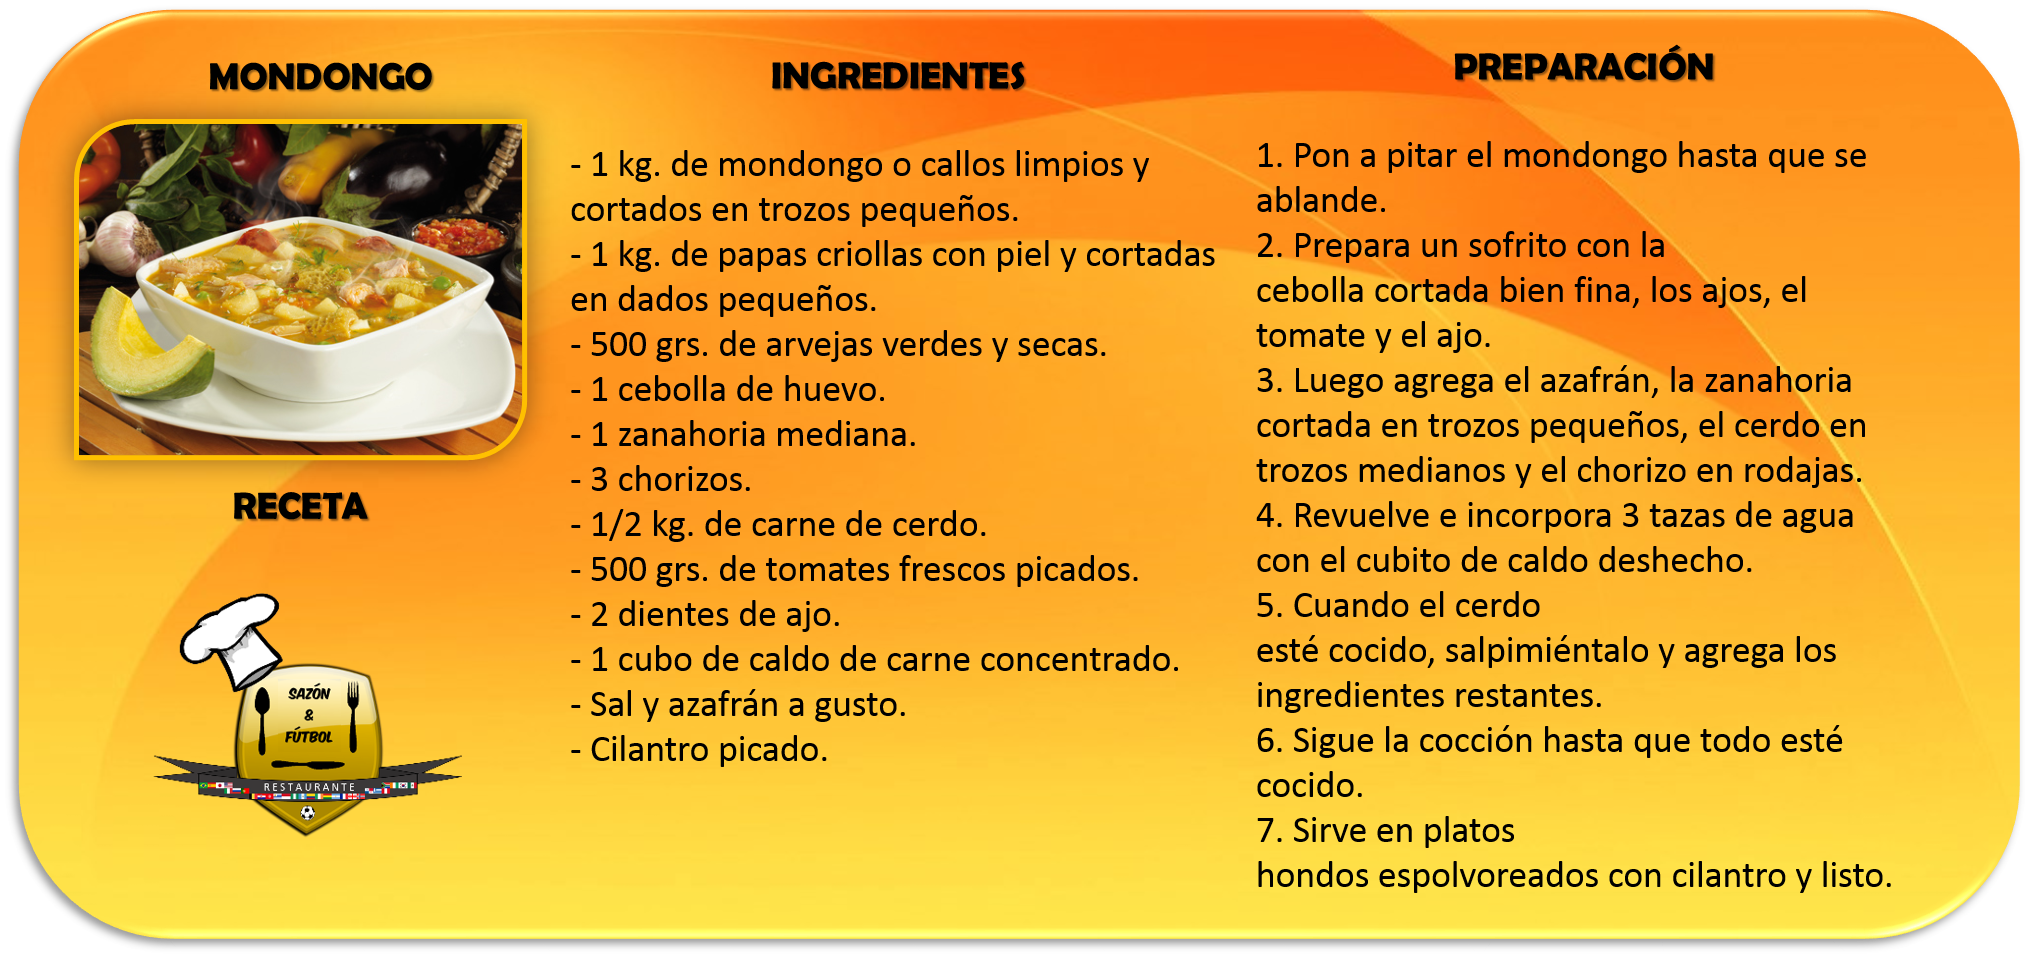 MONDONGO
RECETA
SAZÓN
&
FÚTBOL
RESTAURANTE
INGREDIENTES
- 1 kg. de mondongo o callos limpios y
cortados en trozos pequeños.
- 1 kg. de papas criollas con piel y cortadas
en dados pequeños.
- 500 grs. de arvejas verdes y secas.
- 1 cebolla de huevo.
- 1 zanahoria mediana.
- 3 chorizos.
- 1/2 kg. de carne de cerdo.
- 500 grs. de tomates frescos picados.
- 2 dientes de ajo.
- 1 cubo de caldo de carne concentrado.
- Sal y azafrán a gusto.
- Cilantro picado.
PREPARACIÓN
1. Pon a pitar el mondongo hasta que se
ablande.
2. Prepara un sofrito con la
cebolla cortada bien fina, los ajos, el
tomate y el ajo.
3. Luego agrega el azafrán, la zanahoria
cortada en trozos pequeños, el cerdo en
trozos medianos y el chorizo en rodajas.
4. Revuelve e incorpora 3 tazas de agua
con el cubito de caldo deshecho.
5. Cuando el cerdo
esté cocido, salpimiéntalo y agrega los
ingredientes restantes.
6. Sigue la cocción hasta que todo esté
cocido.
7. Sirve en platos
hondos espolvoreados con cilantro y listo.